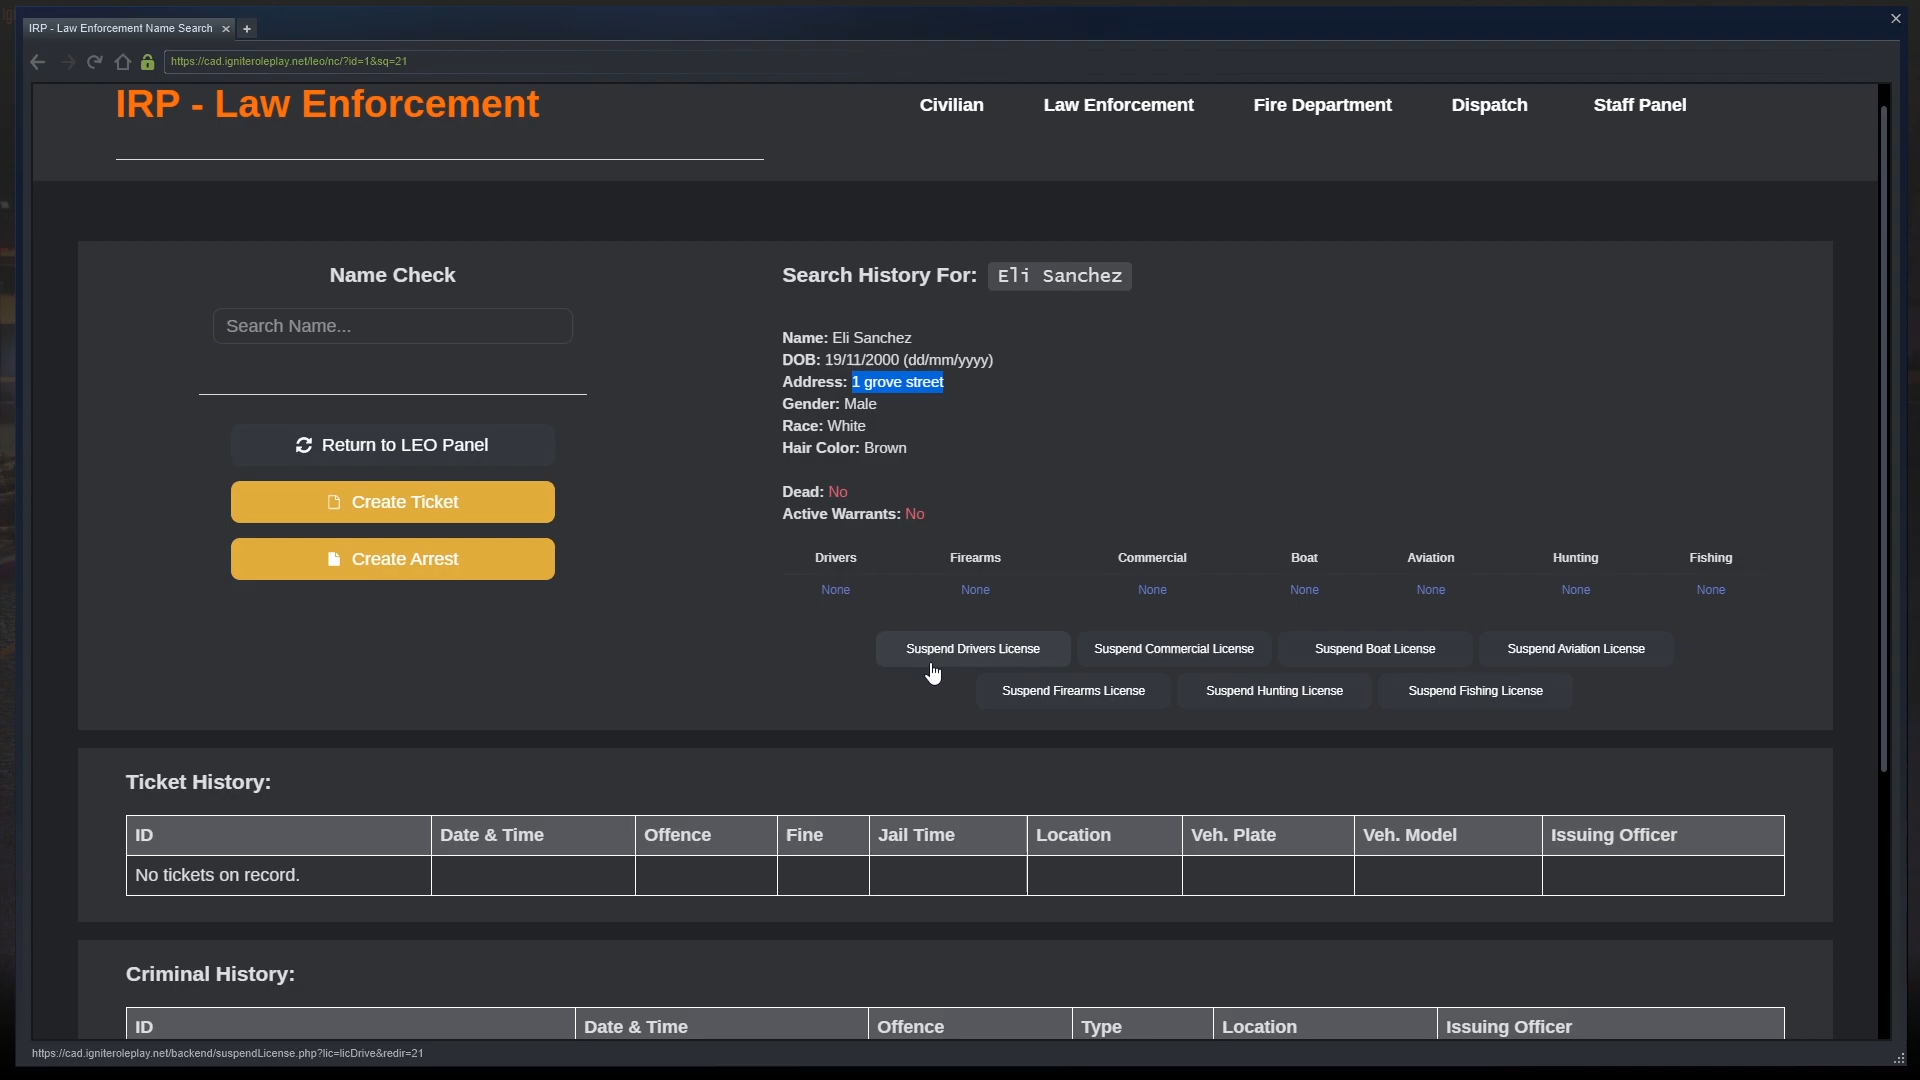 IRP - Law Enforcement Name Search
https://cad.igniteroleplay.net/leo/nc/?id=1&sq=21
IRP - Law Enforcement
Civilian Law Enforcement Fire Department Dispatch Staff Panel
Name Check
Search Name...
Return to LEO Panel
Create Ticket
Create Arrest
Search History For: Eli Sanchez
Name: Eli Sanchez
DOB: 19/11/2000 (dd/mm/yyyy)
Address: 1 grove street
Gender: Male
Race: White
Hair Color: Brown
Dead: No
Active Warrants: No
Drivers Firearms Commercial Boat Aviation Hunting Fishing
None None None None None None None
Suspend Drivers License Suspend Commercial License Suspend Boat License Suspend Aviation License
Suspend Firearms License Suspend Hunting License Suspend Fishing License
Ticket History:
ID Date & Time Offence Fine Jail Time Location Veh. Plate Veh. Model Issuing Officer
No tickets on record.
Criminal History:
ID Date & Time Offence Type Location Issuing Officer
https://cad.igniteroleplay.net/backend/suspendLicense.php?lic=licDrive&redir=21